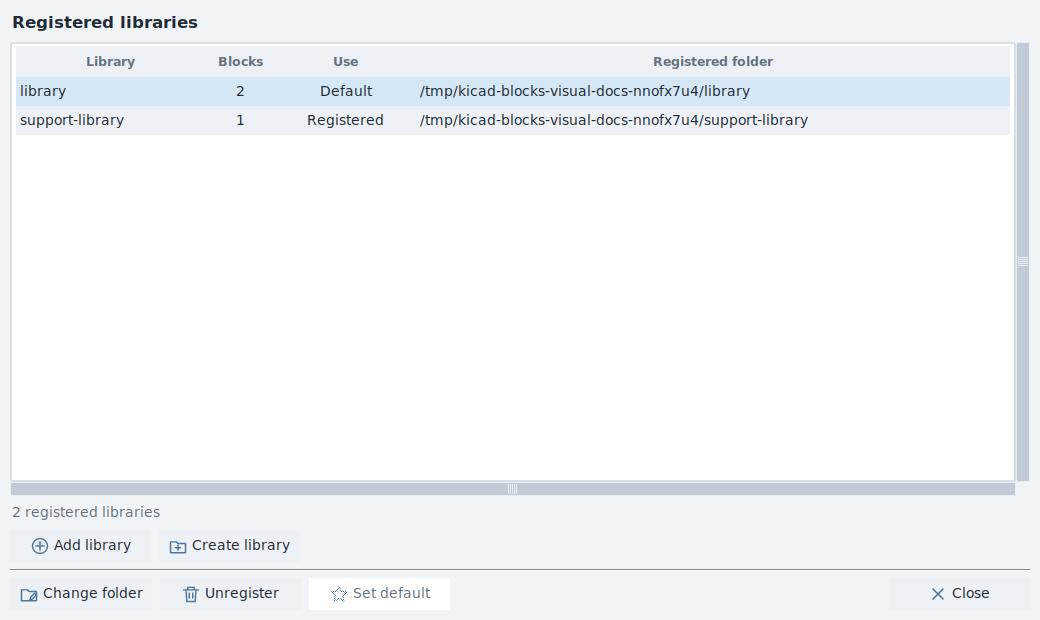 Registered libraries
Library Blocks Use Registered folder
library 2 Default /tmp/kicad-blocks-visual-docs-nnofx7u4/library
support-library 1 Registered /tmp/kicad-blocks-visual-docs-nnofx7u4/support-library
2 registered libraries
Add library Create library
Change folder Unregister Set default Close